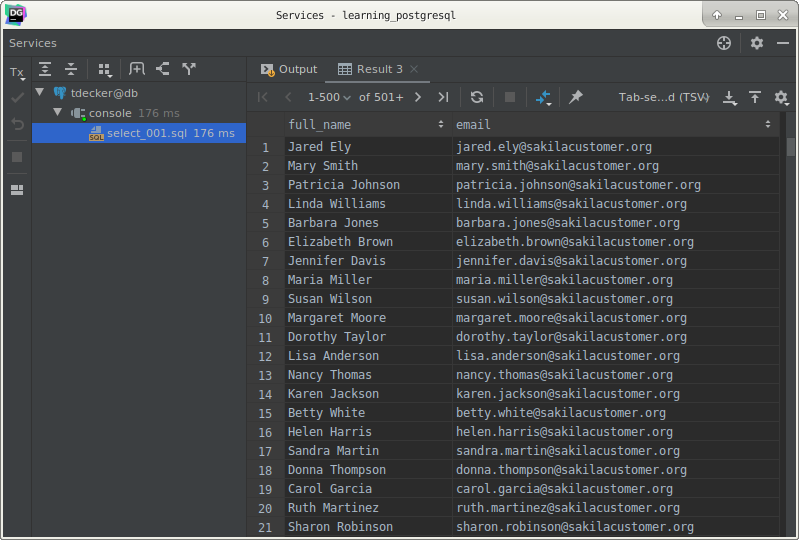 DG Services - learning_postgresql
Services
Tx
tdecker@db
console 176 ms
SQL select_001.sql 176 ms
Output Result 3
1-500 of 501+ Tab-se...d (TSV)
full_name email
1 Jared Ely jared.ely@sakilacustomer.org
2 Mary Smith mary.smith@sakilacustomer.org
3 Patricia Johnson patricia.johnson@sakilacustomer.org
4 Linda Williams linda.williams@sakilacustomer.org
5 Barbara Jones barbara.jones@sakilacustomer.org
6 Elizabeth Brown elizabeth.brown@sakilacustomer.org
7 Jennifer Davis jennifer.davis@sakilacustomer.org
8 Maria Miller maria.miller@sakilacustomer.org
9 Susan Wilson susan.wilson@sakilacustomer.org
10 Margaret Moore margaret.moore@sakilacustomer.org
11 Dorothy Taylor dorothy.taylor@sakilacustomer.org
12 Lisa Anderson lisa.anderson@sakilacustomer.org
13 Nancy Thomas nancy.thomas@sakilacustomer.org
14 Karen Jackson karen.jackson@sakilacustomer.org
15 Betty White betty.white@sakilacustomer.org
16 Helen Harris helen.harris@sakilacustomer.org
17 Sandra Martin sandra.martin@sakilacustomer.org
18 Donna Thompson donna.thompson@sakilacustomer.org
19 Carol Garcia carol.garcia@sakilacustomer.org
20 Ruth Martinez ruth.martinez@sakilacustomer.org
21 Sharon Robinson sharon.robinson@sakilacustomer.org